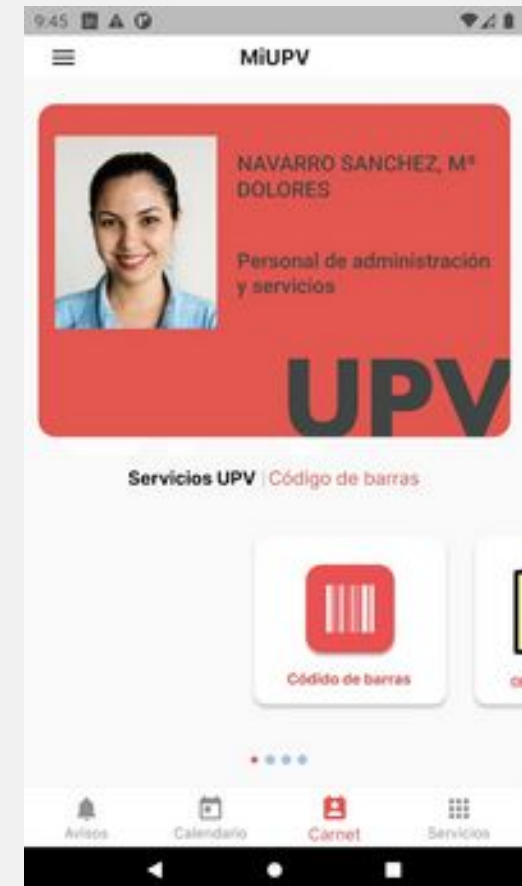 9:45
MiUPV
NAVARRO SANCHEZ, Mª
DOLORES
Personal de administración
y servicios
UPV
Servicios UPV | Código de barras
Códido de barras
Avisos
Calendario
Carnet
Servicios